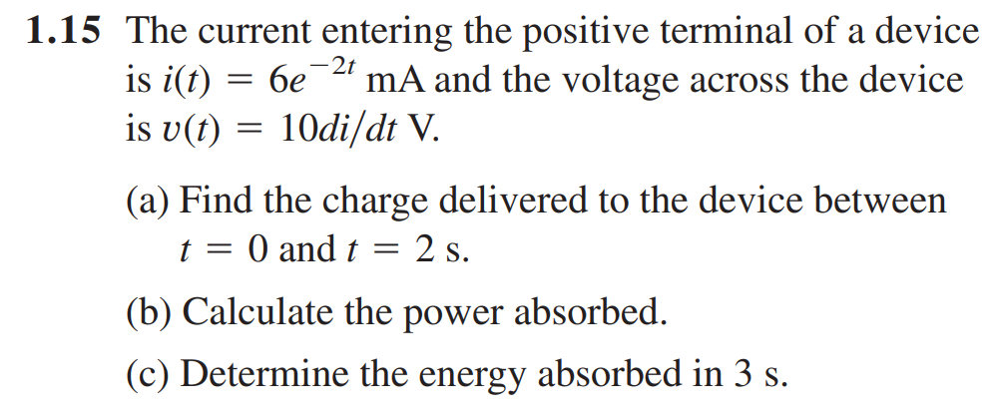 1.15 The current entering the positive terminal of a device
is i(t) = 6e⁻²ᵗ mA and the voltage across the device
is v(t) = 10di/dt V.
(a) Find the charge delivered to the device between
t = 0 and t = 2 s.
(b) Calculate the power absorbed.
(c) Determine the energy absorbed in 3 s.